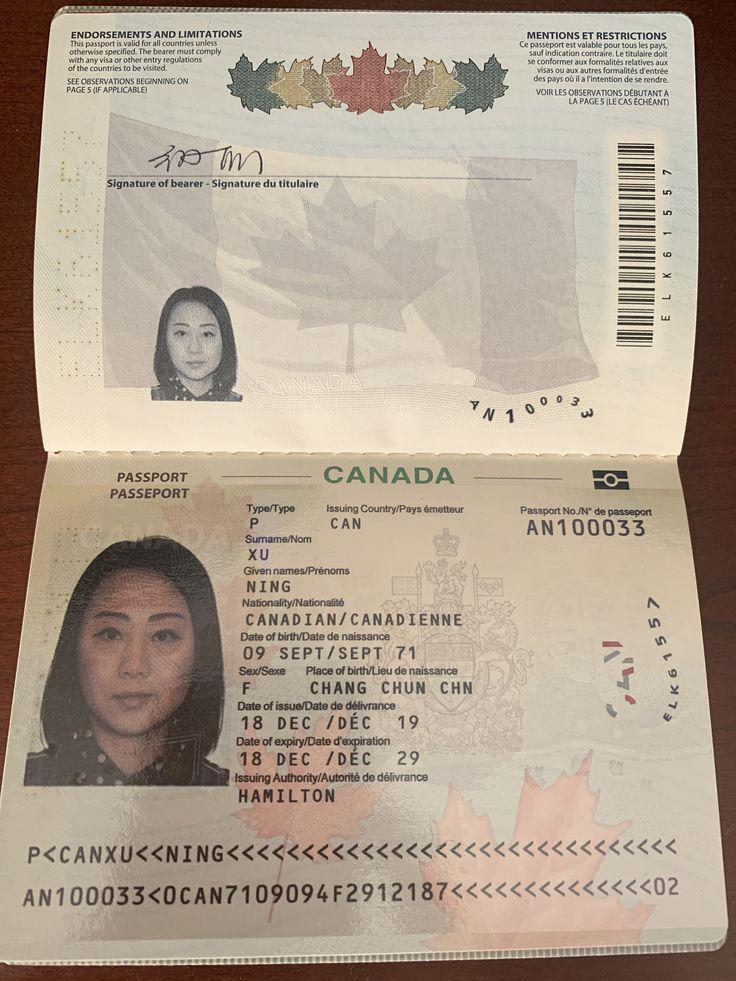 ENDORSEMENTS AND LIMITATIONS
This passport is valid for all countries unless
otherwise specified. The bearer must comply
with any visa or other entry regulations
of the countries to be visited.
SEE OBSERVATIONS BEGINNING ON
PAGE 5 (IF APPLICABLE)
MENTIONS ET RESTRICTIONS
Ce passeport est valable pour tous les pays,
sauf indication contraire. Le titulaire doit
se conformer aux formalités relatives aux
visas ou aux autres formalités d'entrée
des pays où il a l'intention de se rendre.
VOIR LES OBSERVATIONS DÉBUTANT À
LA PAGE 5 (LE CAS ÉCHÉANT)
Signature of bearer - Signature du titulaire
ELK61557
CANADA
AN100033
PASSPORT
PASSEPORT
CANADA
Type/Type Issuing Country/Pays émetteur Passport No./N° de passeport
P CAN AN100033
Surname/Nom
XU
Given names/Prénoms
NING
Nationality/Nationalité
CANADIAN/CANADIENNE
Date of birth/Date de naissance
09 SEPT/SEPT 71
Sex/Sexe Place of birth/Lieu de naissance
F CHANG CHUN CHN
Date of issue/Date de délivrance
18 DEC /DÉC 19
Date of expiry/Date d'expiration
18 DEC /DÉC 29
Issuing Authority/Autorité de délivrance
HAMILTON
CAN
ELK61557
P<CANXU<<NING<<<<<<<<<<<<<<<<<<<<<<<<<<<<<<<
AN100033<0CAN7109094F2912187<<<<<<<<<<<<<<02